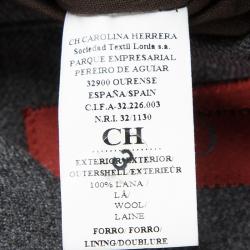 CH CAROLINA HERRERA
Sociedad Textil Lonia s.a.
PARQUE EMPRESARIAL
PEREIRO DE AGUIAR
32900 OURENSE
ESPAÑA SPAIN
C.I.F.A-32.226.003
N.R.I. 32/1130
CH
EXTERIOR/EXTERIOR
OUTERSHELL/EXTERIEUR
100% LANA /
LÃ/
WOOL/
LAINE
FORRO/FORRO/
LINING/DOUBLURE